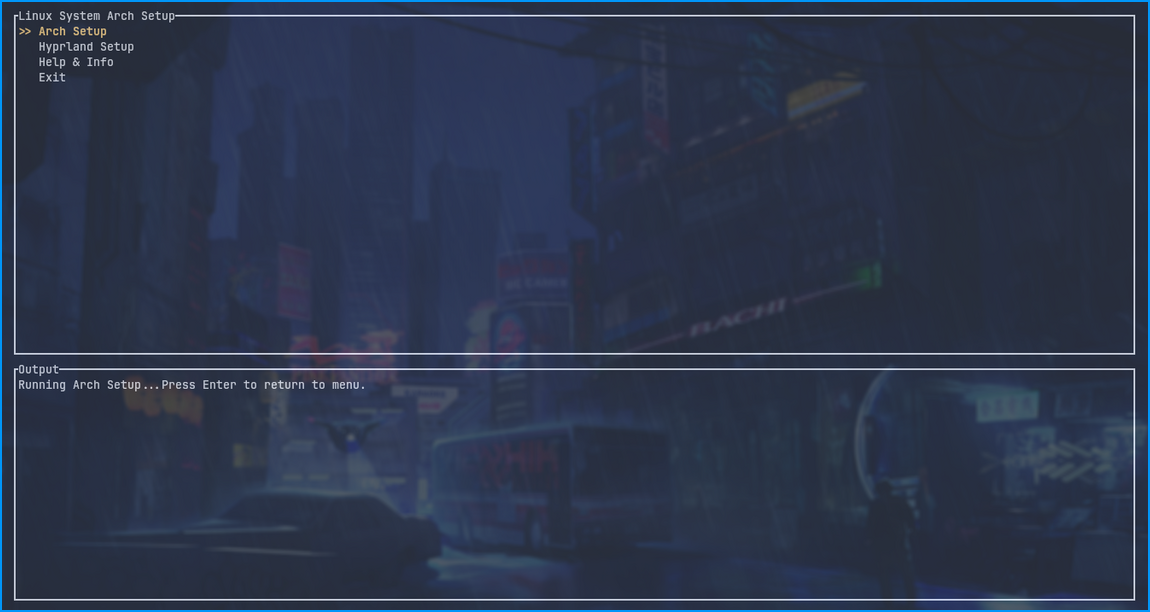 Linux System Arch Setup
>> Arch Setup
Hyprland Setup
Help & Info
Exit
BACHI
Output
Running Arch Setup...Press Enter to return to menu.